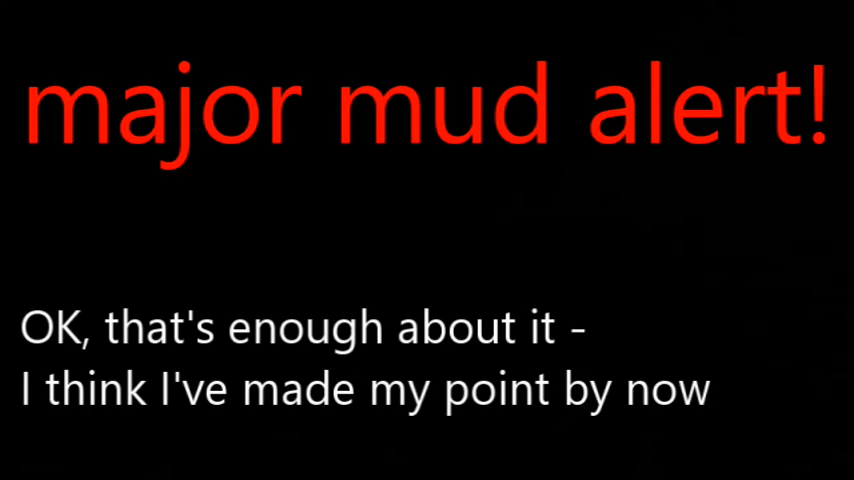 major mud alert!
OK, that's enough about it -
I think I've made my point by now